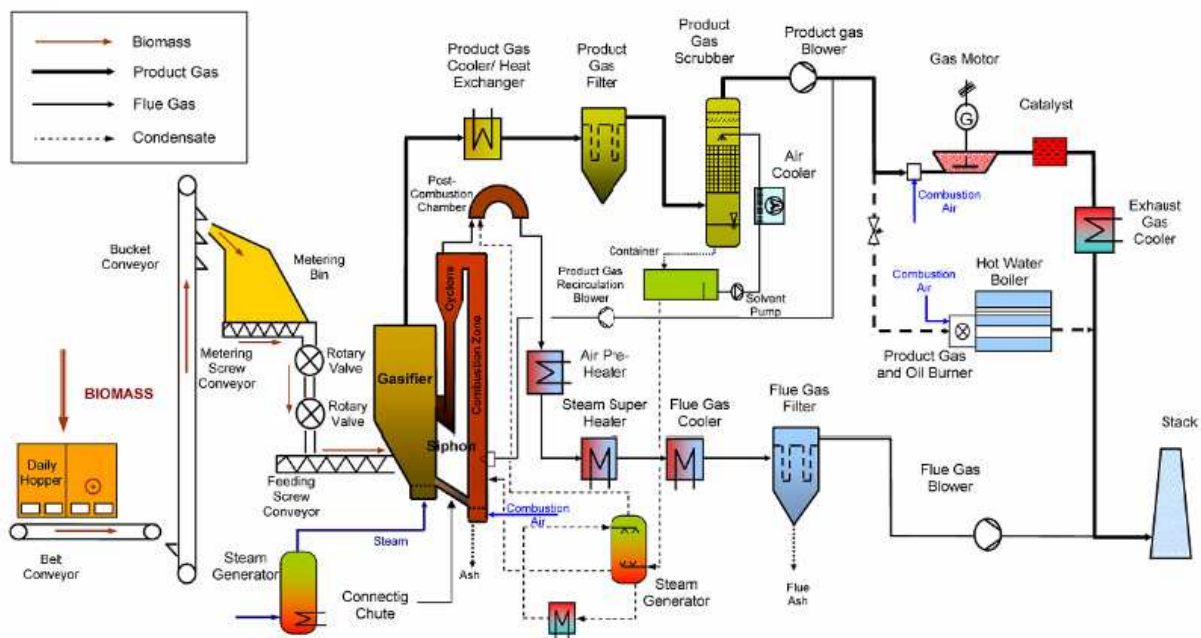 Biomass
Product Gas
Flue Gas
Condensate
Product Gas
Cooler/ Heat
Exchanger
Product
Gas
Filter
Product
Gas
Scrubber
Product gas
Blower
Gas Motor
G
Catalyst
Post-
Combustion
Chamber
Air
Cooler
Combustion
Air
Exhaust
Gas
Cooler
Bucket
Conveyor
Metering
Bin
Container
Product Gas
Recirculation
Blower
Solvent
Pump
Combustion
Air
Hot Water
Boiler
Cyclone
Combustion Zone
Metering
Screw
Conveyor
Rotary
Valve
Gasifier
Air Pre-
Heater
Product Gas
and Oil Burner
BIOMASS
Rotary
Valve
Steam Super
Heater
Flue Gas
Cooler
Flue Gas
Filter
Stack
Siphon
Daily
Hopper
Feeding
Screw
Conveyor
Flue Gas
Blower
Combustion
Air
Belt
Conveyor
Steam
Steam
Generator
Ash
Connectig
Chute
Steam
Generator
Flue
Ash